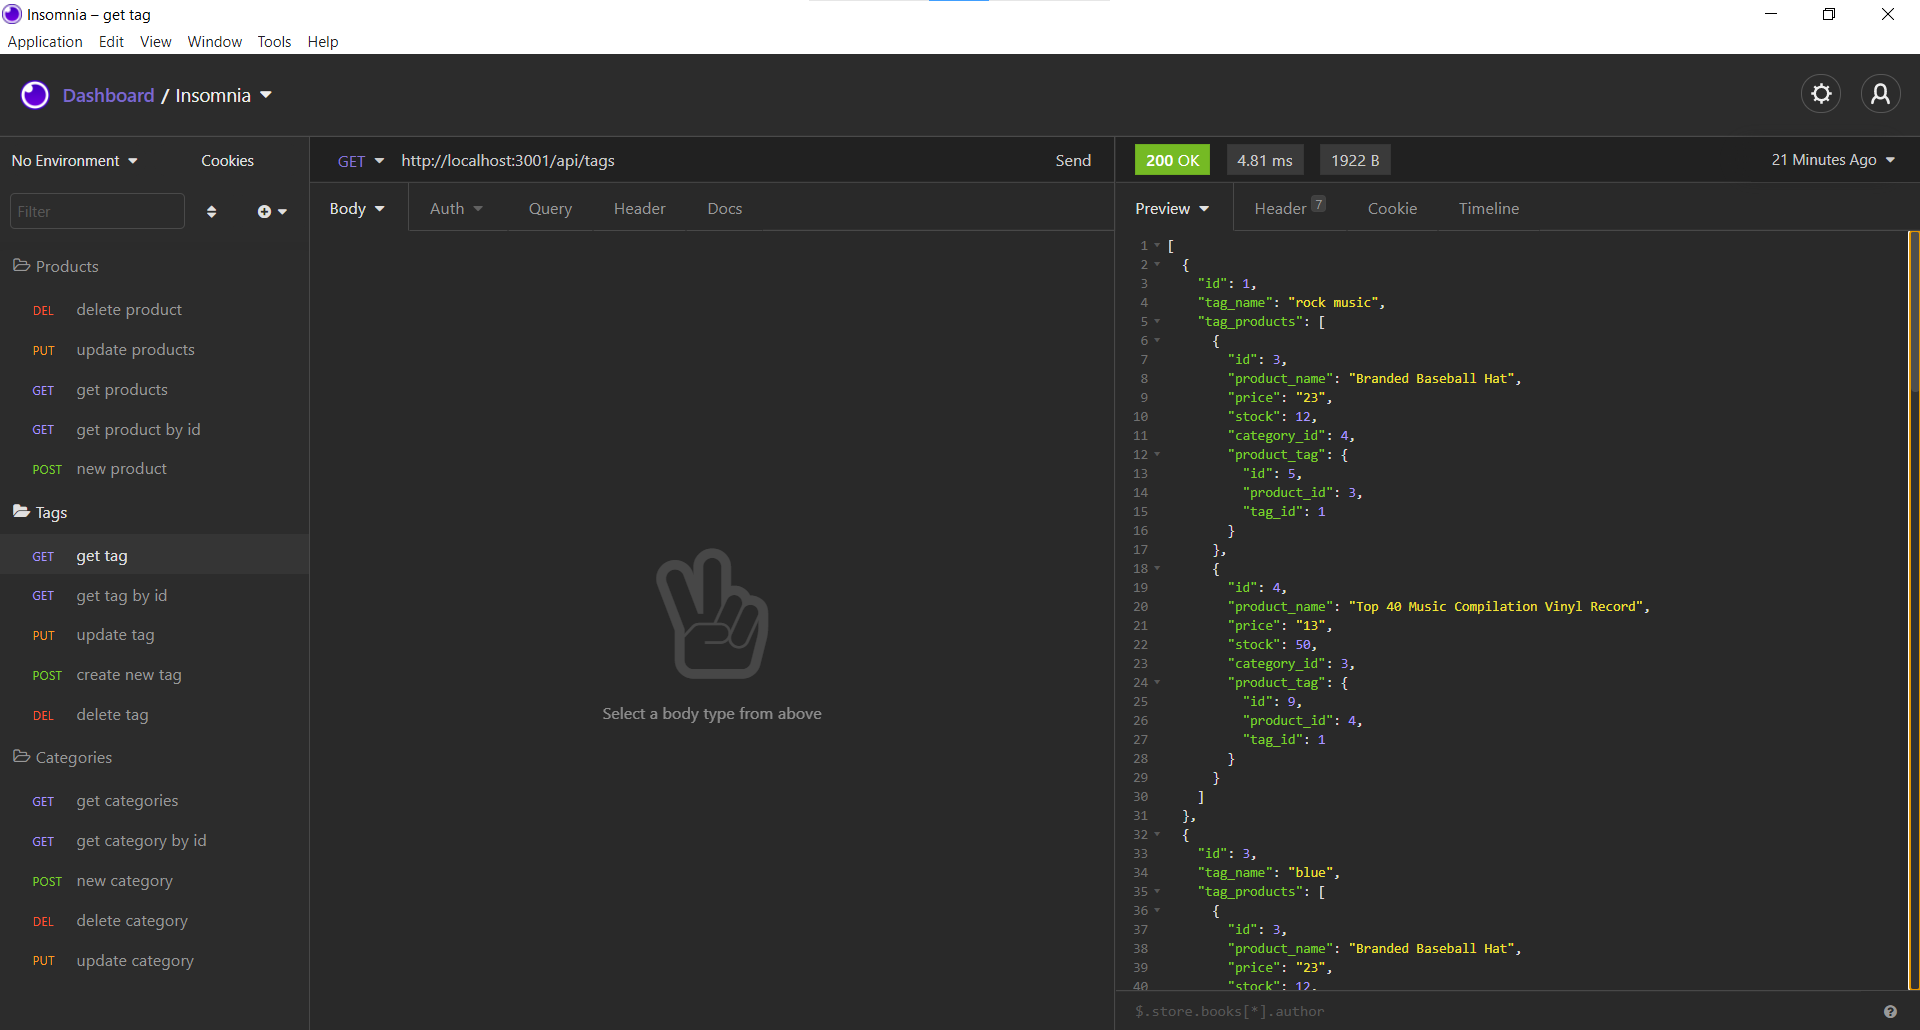 Insomnia – get tag
Application Edit View Window Tools Help
Dashboard / Insomnia
No Environment Cookies
Filter
Products
DEL delete product
PUT update products
GET get products
GET get product by id
POST new product
Tags
GET get tag
GET get tag by id
PUT update tag
POST create new tag
DEL delete tag
Categories
GET get categories
GET get category by id
POST new category
DEL delete category
PUT update category
GET http://localhost:3001/api/tags Send
Body Auth Query Header Docs
Select a body type from above
200 OK 4.81 ms 1922 B 21 Minutes Ago
Preview Header 7 Cookie Timeline
1 [
2 {
3 "id": 1,
4 "tag_name": "rock music",
5 "tag_products": [
6 {
7 "id": 3,
8 "product_name": "Branded Baseball Hat",
9 "price": "23",
10 "stock": 12,
11 "category_id": 4,
12 "product_tag": {
13 "id": 5,
14 "product_id": 3,
15 "tag_id": 1
16 }
17 },
18 {
19 "id": 4,
20 "product_name": "Top 40 Music Compilation Vinyl Record",
21 "price": "13",
22 "stock": 50,
23 "category_id": 3,
24 "product_tag": {
25 "id": 9,
26 "product_id": 4,
27 "tag_id": 1
28 }
29 }
30 ]
31 },
32 {
33 "id": 3,
34 "tag_name": "blue",
35 "tag_products": [
36 {
37 "id": 3,
38 "product_name": "Branded Baseball Hat",
39 "price": "23",
40 "stock": 12,
$.store.books[*].author